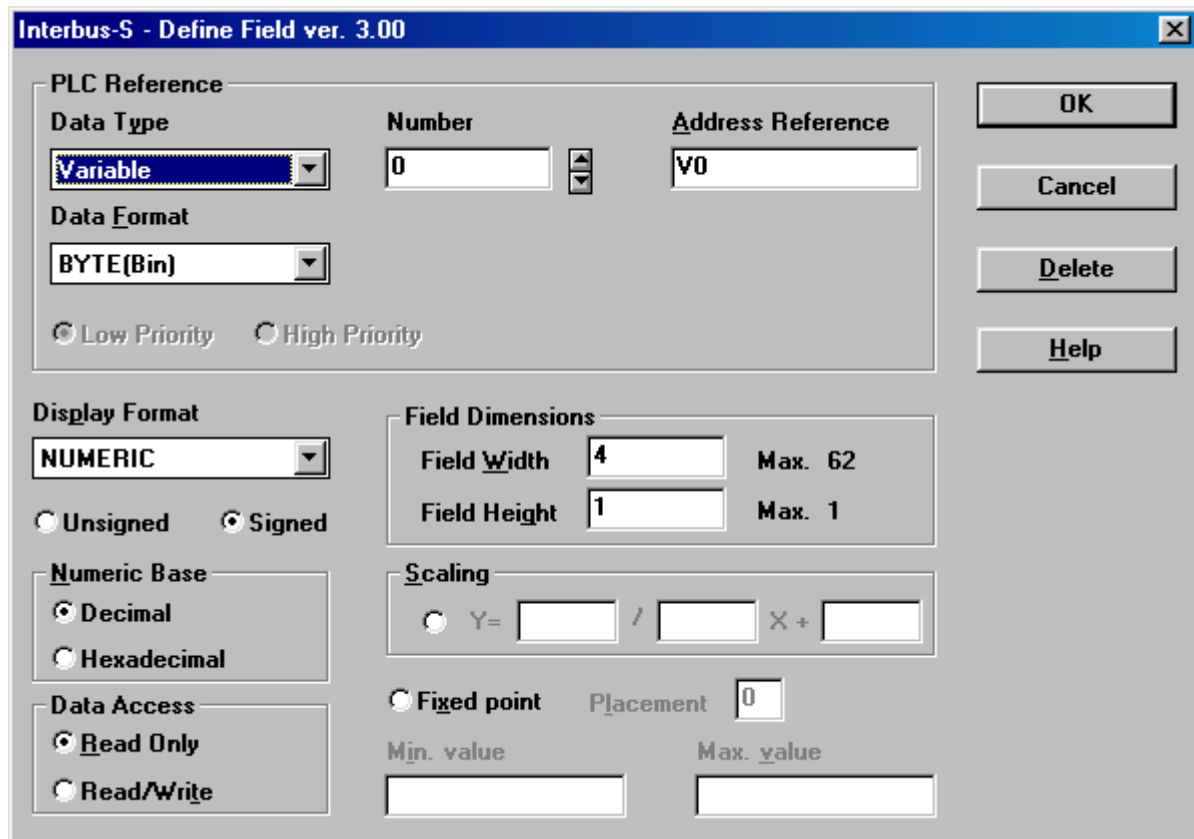 Interbus-S - Define Field ver. 3.00
PLC Reference
Data Type
Number
Address Reference
Variable
0
V0
Data Format
BYTE(Bin)
Low Priority
High Priority
OK
Cancel
Delete
Help
Display Format
NUMERIC
Unsigned
Signed
Field Dimensions
Field Width
4
Max. 62
Field Height
1
Max. 1
Numeric Base
Decimal
Hexadecimal
Scaling
Y= / X +
Data Access
Read Only
Read/Write
Fixed point
Placement
0
Min. value
Max. value